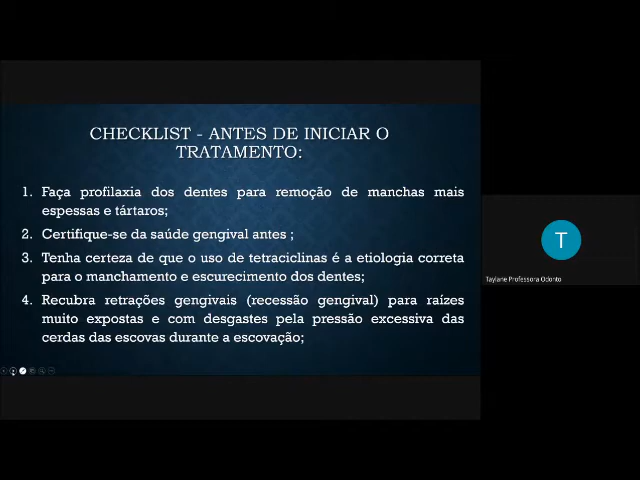 CHECKLIST - ANTES DE INICIAR O
TRATAMENTO:
1. Faça profilaxia dos dentes para remoção de manchas mais
espessas e tártaros;
2. Certifique-se da saúde gengival antes ;
3. Tenha certeza de que o uso de tetraciclinas é a etiologia correta
para o manchamento e escurecimento dos dentes;
4. Recubra retrações gengivais (recessão gengival) para raízes
muito expostas e com desgastes pela pressão excessiva das
cerdas das escovas durante a escovação;
T
Taylane Professora Odonto